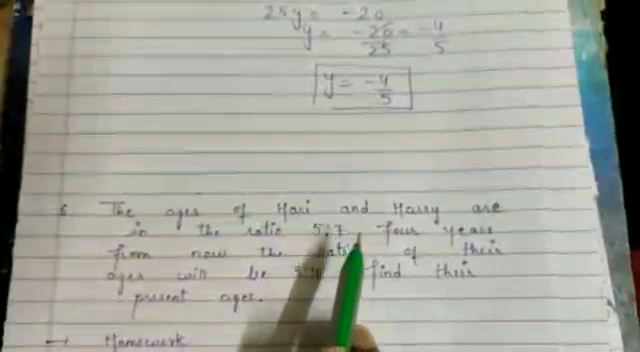 25y = -20
y = -20/25 = -4/5
y = -4/5
6. The ages of Hari and Harry are
in the ratio 5:7. four years
from now the ratio of their
ages will be find their
present ages.
→ Homework